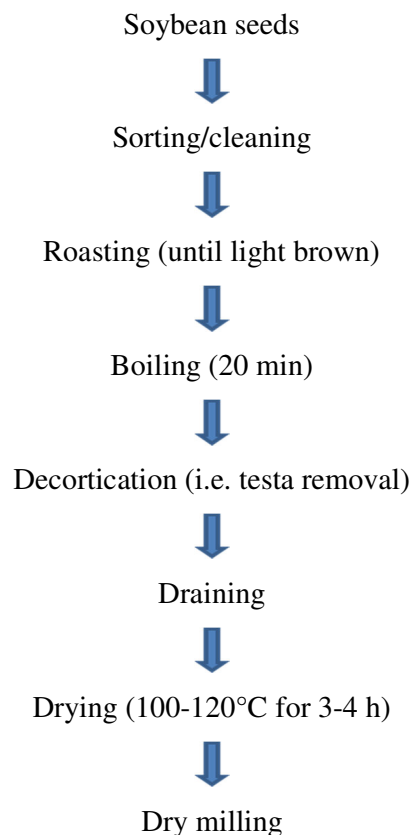 Soybean seeds
Sorting/cleaning
Roasting (until light brown)
Boiling (20 min)
Decortication (i.e. testa removal)
Draining
Drying (100-120°C for 3-4 h)
Dry milling